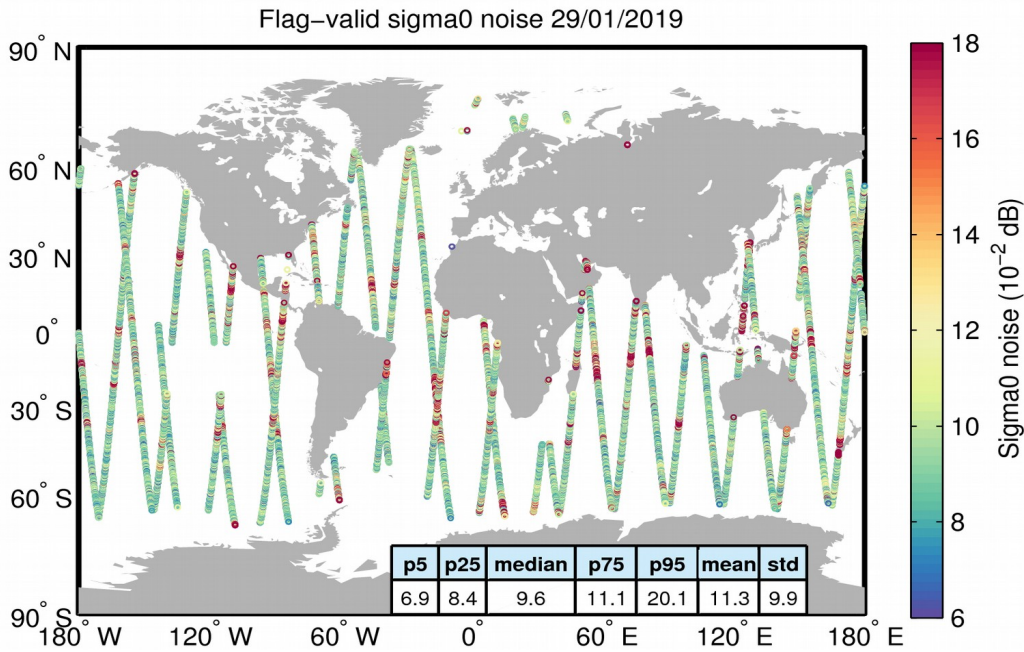 Flag−valid sigma0 noise 29/01/2019
90° N
60° N
30° N
0°
30° S
60° S
90° S
180° W
120° W
60° W
0°
60° E
120° E
180° E
p5 p25 median p75 p95 mean std
6.9 8.4 9.6 11.1 20.1 11.3 9.9
18
16
14
12
10
8
6
Sigma0 noise (10⁻² dB)